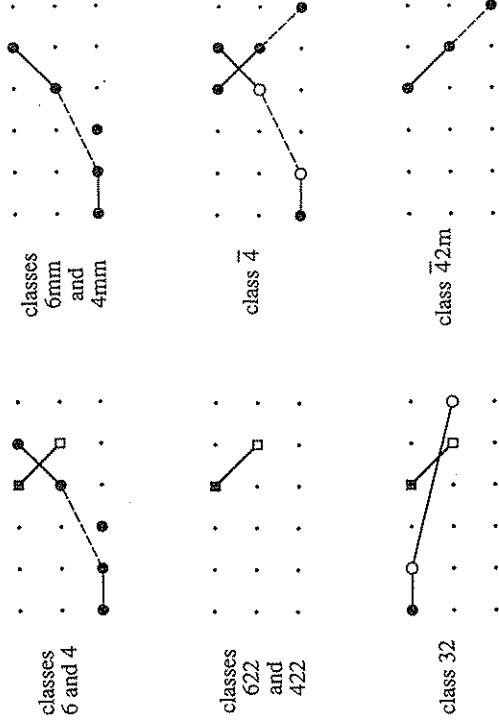 classes
6mm
and
4mm
class 4̅
class 4̅2m
classes
6 and 4
classes
622
and
422
class 32